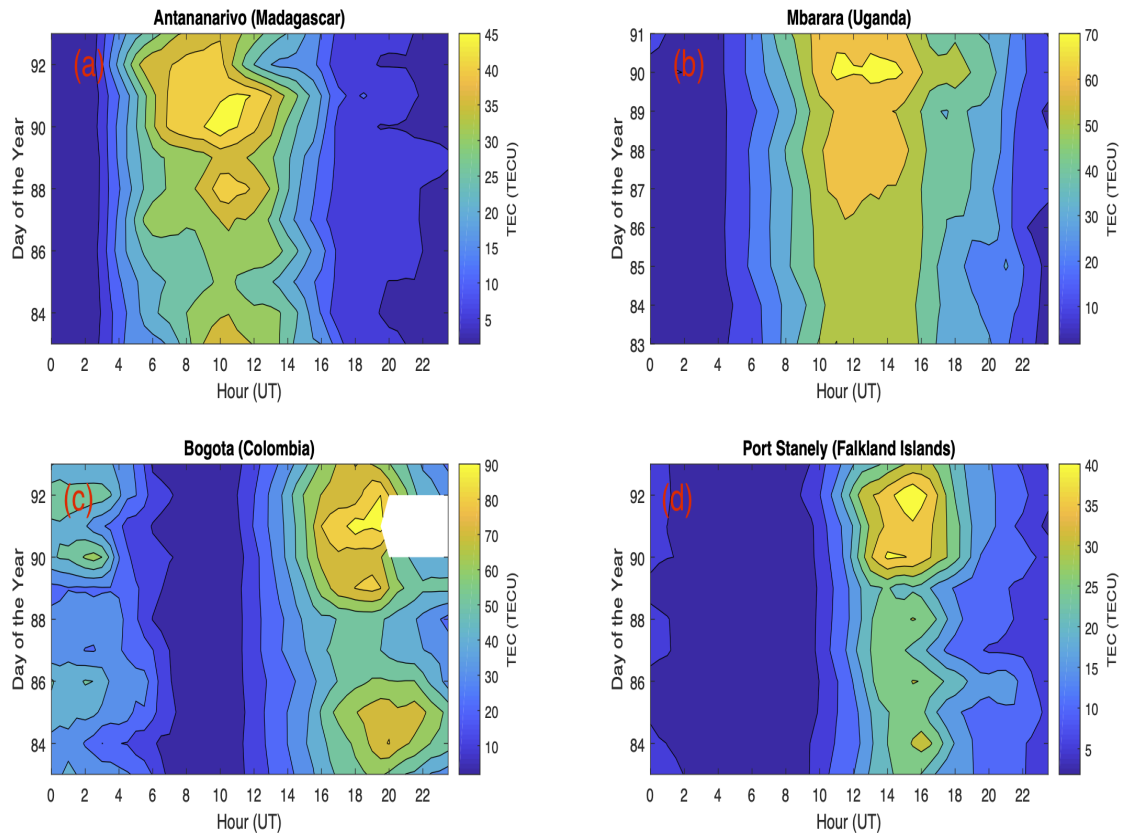 Antananarivo (Madagascar)
(a)
Day of the Year
92
90
88
86
84
0 2 4 6 8 10 12 14 16 18 20 22
Hour (UT)
45
40
35
30
25
20
15
10
5
TEC (TECU)
Mbarara (Uganda)
(b)
Day of the Year
91
90
89
88
87
86
85
84
83
0 2 4 6 8 10 12 14 16 18 20 22
Hour (UT)
70
60
50
40
30
20
10
TEC (TECU)
Bogota (Colombia)
(c)
Day of the Year
92
90
88
86
84
0 2 4 6 8 10 12 14 16 18 20 22
Hour (UT)
90
80
70
60
50
40
30
20
10
TEC (TECU)
Port Stanely (Falkland Islands)
(d)
Day of the Year
92
90
88
86
84
0 2 4 6 8 10 12 14 16 18 20 22
Hour (UT)
40
35
30
25
20
15
10
5
TEC (TECU)